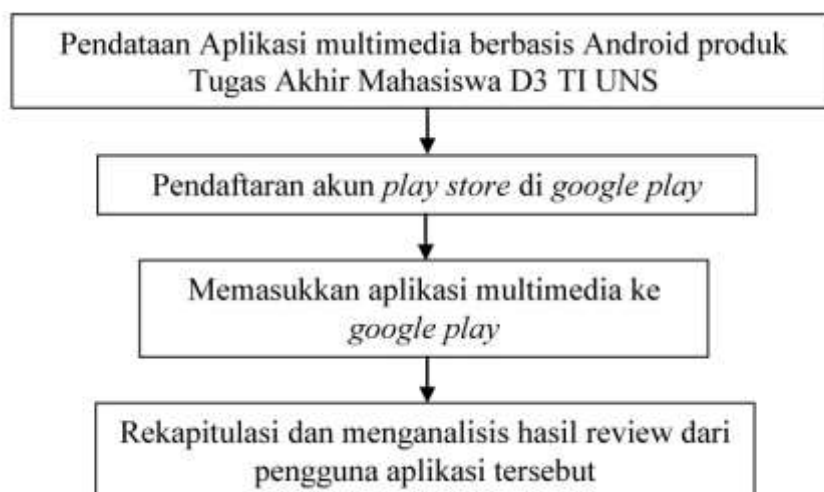 Pendataan Aplikasi multimedia berbasis Android produk
Tugas Akhir Mahasiswa D3 TI UNS
Pendaftaran akun play store di google play
Memasukkan aplikasi multimedia ke
google play
Rekapitulasi dan menganalisis hasil review dari
pengguna aplikasi tersebut